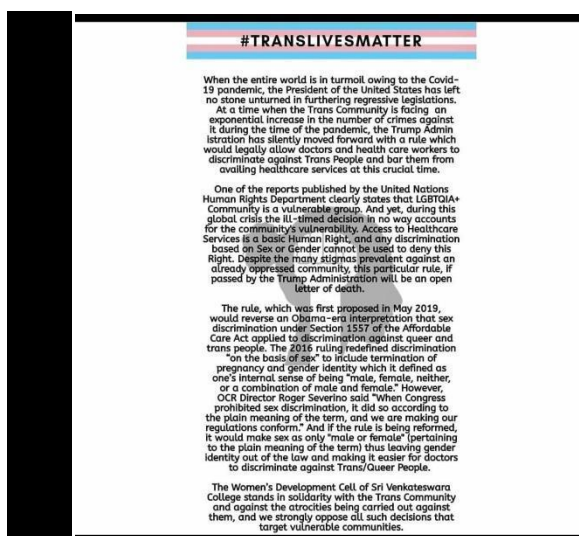 #TRANSLIVESMATTER
When the entire world is in turmoil owing to the Covid-
19 pandemic, the President of the United States has left
no stone unturned in furthering regressive legislations.
At a time when the Trans Community is facing an
exponential increase in the number of crimes against
it during the time of the pandemic, the Trump Admin
istration has silently moved forward with a rule which
would legally allow doctors and health care workers to
discriminate against Trans People and bar them from
availing healthcare services at this crucial time.
One of the reports published by the United Nations
Human Rights Department clearly states that LGBTQIA+
Community is a vulnerable group. And yet, during this
global crisis the ill-timed decision in no way accounts
for the community's vulnerability. Access to Healthcare
Services is a basic Human Right, and any discrimination
based on Sex or Gender cannot be used to deny this
Right. Despite the many stigmas prevalent against an
already oppressed community, this particular rule, if
passed by the Trump Administration will be an open
letter of death.
The rule, which was first proposed in May 2019,
would reverse an Obama-era interpretation that sex
discrimination under Section 1557 of the Affordable
Care Act applied to discrimination against queer and
trans people. The 2016 ruling redefined discrimination
"on the basis of sex" to include termination of
pregnancy and gender identity which it defined as
one's internal sense of being "male, female, neither,
or a combination of male and female." However,
OCR Director Roger Severino said "When Congress
prohibited sex discrimination, it did so according to
the plain meaning of the term, and we are making our
regulations conform." And if the rule is being reformed,
it would make sex as only "male or female" (pertaining
to the plain meaning of the term) thus leaving gender
identity out of the law and making it easier for doctors
to discriminate against Trans/Queer People.
The Women's Development Cell of Sri Venkateswara
College stands in solidarity with the Trans Community
and against the atrocities being carried out against
them, and we strongly oppose all such decisions that
target vulnerable communities.